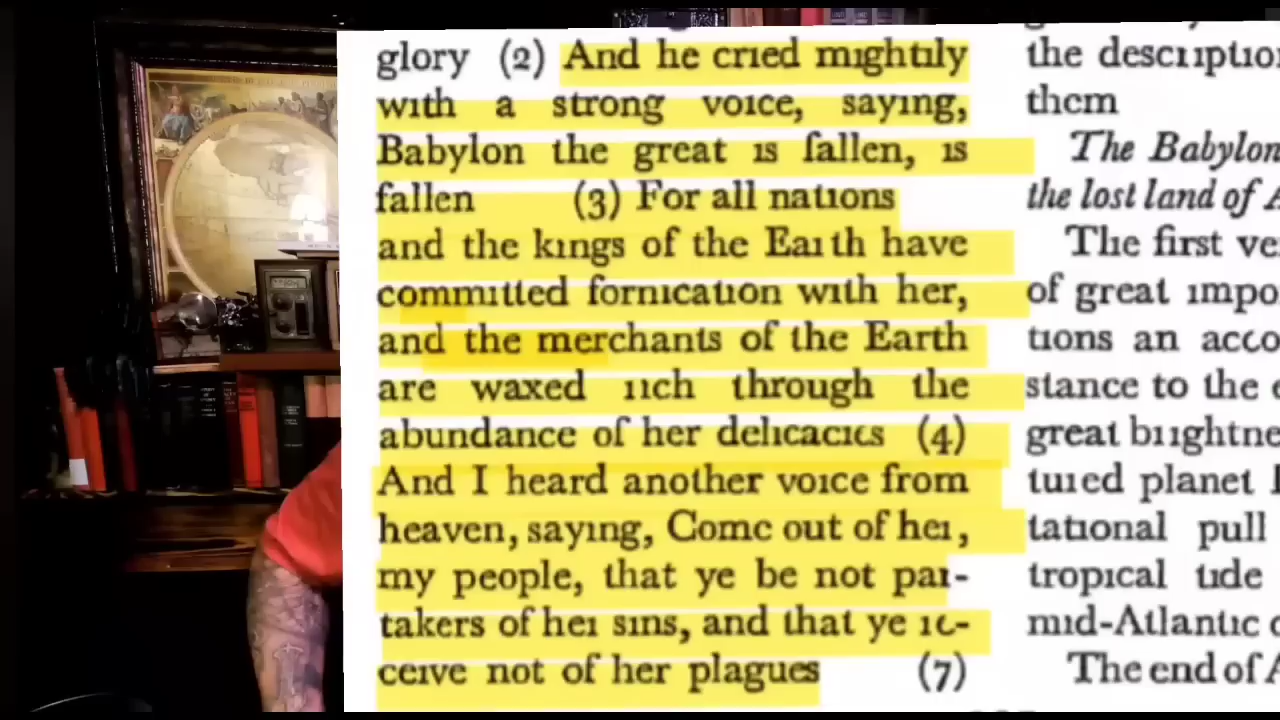 glory (2) And he cried mightily
with a strong voice, saying,
Babylon the great is fallen, is
fallen (3) For all nations
and the kings of the Earth have
committed fornication with her,
and the merchants of the Earth
are waxed rich through the
abundance of her delicacies (4)
And I heard another voice from
heaven, saying, Come out of her,
my people, that ye be not par-
takers of her sins, and that ye re-
ceive not of her plagues (7)
the descriptio
them
The Babylon
the lost land of A
The first ve
of great impo
tions an acco
stance to the
great brightne
tured planet
tational pull
tropical tide
mid-Atlantic
The end of A